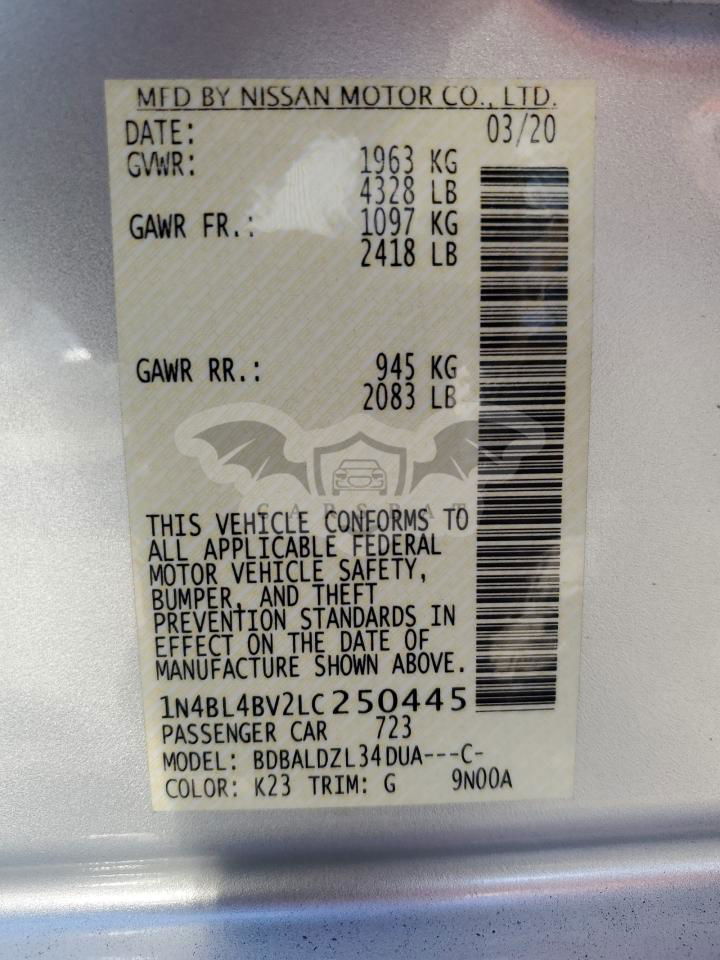 MFD BY NISSAN MOTOR CO., LTD.
DATE: 03/20
GVWR: 1963 KG
4328 LB
GAWR FR.: 1097 KG
2418 LB
GAWR RR.: 945 KG
2083 LB
CARSBAT
THIS VEHICLE CONFORMS TO
ALL APPLICABLE FEDERAL
MOTOR VEHICLE SAFETY,
BUMPER, AND THEFT
PREVENTION STANDARDS IN
EFFECT ON THE DATE OF
MANUFACTURE SHOWN ABOVE.
1N4BL4BV2LC250445
PASSENGER CAR 723
MODEL: BDBALDZL34DUA---C-
COLOR: K23 TRIM: G 9N00A